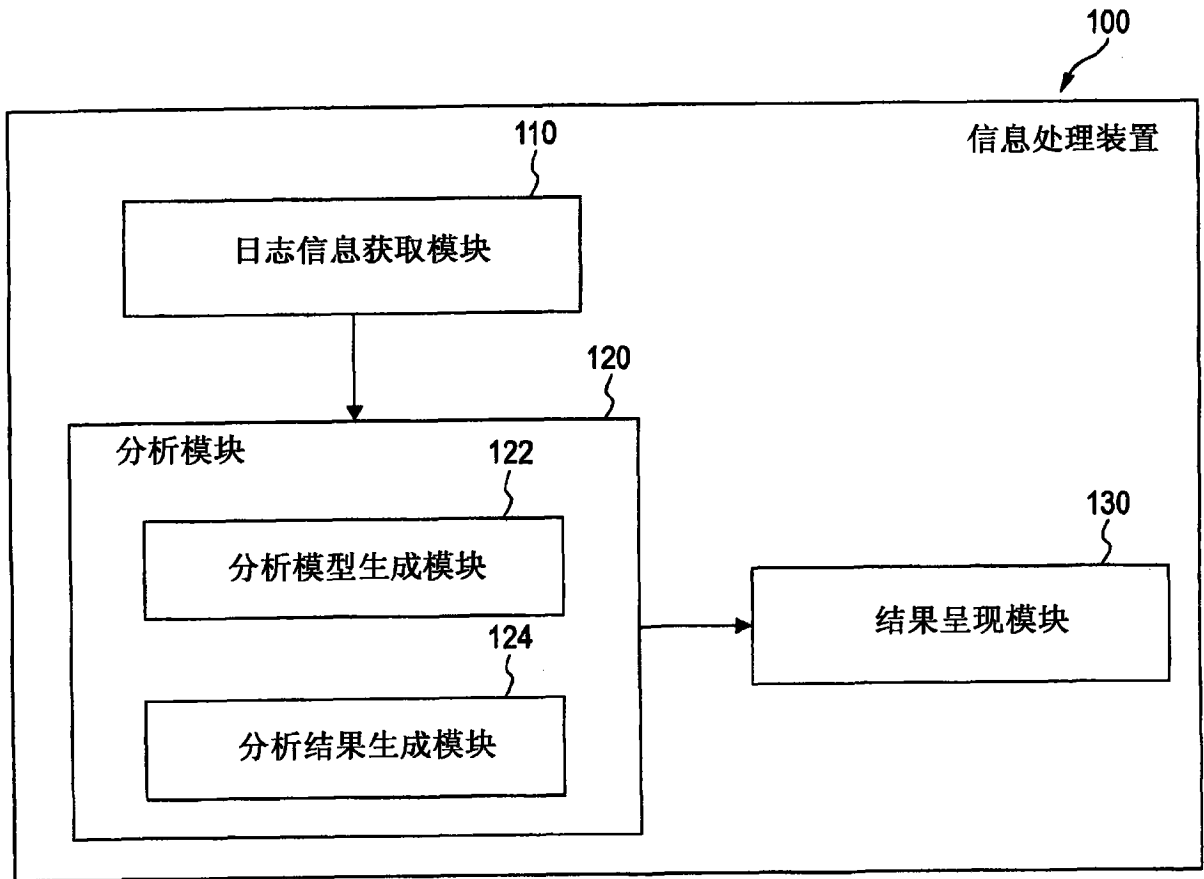 100
信息处理装置
110
日志信息获取模块
120
分析模块
122
分析模型生成模块
130
结果呈现模块
124
分析结果生成模块